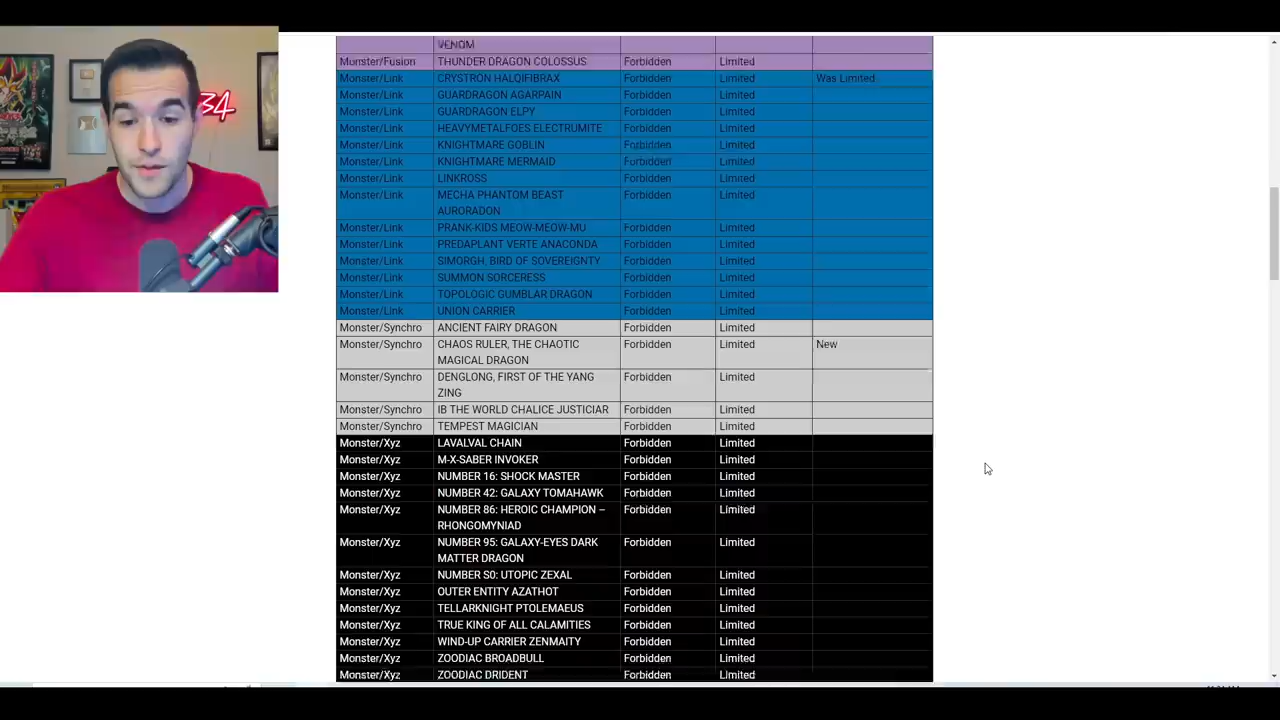 34
VENOM
Monster/Fusion THUNDER DRAGON COLOSSUS Forbidden Limited
Monster/Link CRYSTRON HALQIFIBRAX Forbidden Limited Was Limited
Monster/Link GUARDRAGON AGARPAIN Forbidden Limited
Monster/Link GUARDRAGON ELPY Forbidden Limited
Monster/Link HEAVYMETALFOES ELECTRUMITE Forbidden Limited
Monster/Link KNIGHTMARE GOBLIN Forbidden Limited
Monster/Link KNIGHTMARE MERMAID Forbidden Limited
Monster/Link LINKROSS Forbidden Limited
Monster/Link MECHA PHANTOM BEAST Forbidden Limited
AURORADON
Monster/Link PRANK-KIDS MEOW-MEOW-MU Forbidden Limited
Monster/Link PREDAPLANT VERTE ANACONDA Forbidden Limited
Monster/Link SIMORGH, BIRD OF SOVEREIGNTY Forbidden Limited
Monster/Link SUMMON SORCERESS Forbidden Limited
Monster/Link TOPOLOGIC GUMBLAR DRAGON Forbidden Limited
Monster/Link UNION CARRIER Forbidden Limited
Monster/Synchro ANCIENT FAIRY DRAGON Forbidden Limited
Monster/Synchro CHAOS RULER, THE CHAOTIC Forbidden Limited New
MAGICAL DRAGON
Monster/Synchro DENGLONG, FIRST OF THE YANG Forbidden Limited
ZING
Monster/Synchro IB THE WORLD CHALICE JUSTICIAR Forbidden Limited
Monster/Synchro TEMPEST MAGICIAN Forbidden Limited
Monster/Xyz LAVALVAL CHAIN Forbidden Limited
Monster/Xyz M-X-SABER INVOKER Forbidden Limited
Monster/Xyz NUMBER 16: SHOCK MASTER Forbidden Limited
Monster/Xyz NUMBER 42: GALAXY TOMAHAWK Forbidden Limited
Monster/Xyz NUMBER 86: HEROIC CHAMPION – Forbidden Limited
RHONGOMYNIAD
Monster/Xyz NUMBER 95: GALAXY-EYES DARK Forbidden Limited
MATTER DRAGON
Monster/Xyz NUMBER S0: UTOPIC ZEXAL Forbidden Limited
Monster/Xyz OUTER ENTITY AZATHOT Forbidden Limited
Monster/Xyz TELLARKNIGHT PTOLEMAEUS Forbidden Limited
Monster/Xyz TRUE KING OF ALL CALAMITIES Forbidden Limited
Monster/Xyz WIND-UP CARRIER ZENMAITY Forbidden Limited
Monster/Xyz ZOODIAC BROADBULL Forbidden Limited
Monster/Xyz ZOODIAC DRIDENT Forbidden Limited